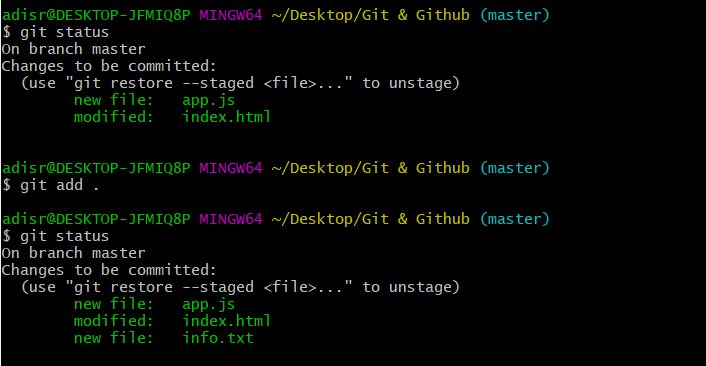 adisr@DESKTOP-JFMIQ8P MINGW64 ~/Desktop/Git & Github (master)
$ git status
On branch master
Changes to be committed:
  (use "git restore --staged <file>..." to unstage)
        new file:   app.js
        modified:   index.html
adisr@DESKTOP-JFMIQ8P MINGW64 ~/Desktop/Git & Github (master)
$ git add .
adisr@DESKTOP-JFMIQ8P MINGW64 ~/Desktop/Git & Github (master)
$ git status
On branch master
Changes to be committed:
  (use "git restore --staged <file>..." to unstage)
        new file:   app.js
        modified:   index.html
        new file:   info.txt